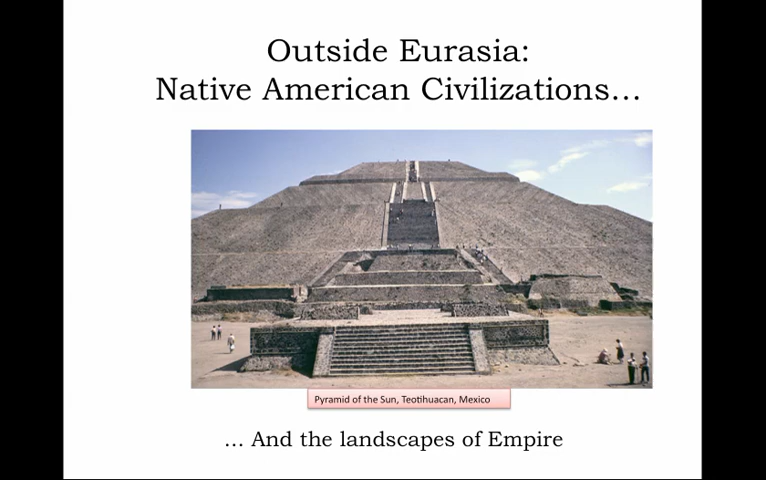 Outside Eurasia:
Native American Civilizations...
Pyramid of the Sun, Teotihuacan, Mexico
... And the landscapes of Empire